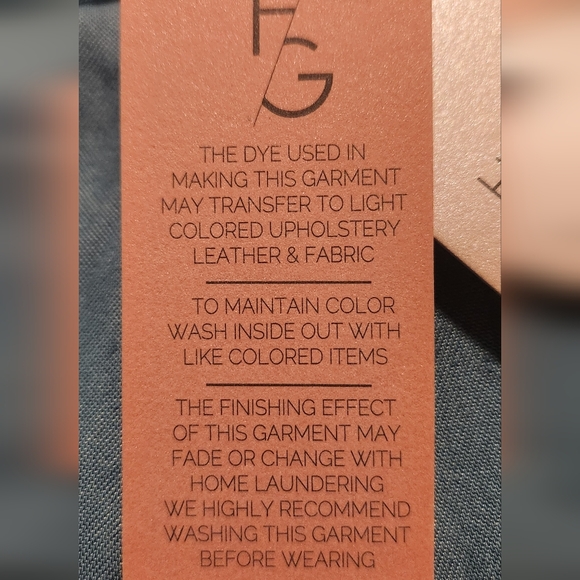 G
THE DYE USED IN
MAKING THIS GARMENT
MAY TRANSFER TO LIGHT
COLORED UPHOLSTERY
LEATHER & FABRIC
TO MAINTAIN COLOR
WASH INSIDE OUT WITH
LIKE COLORED ITEMS
THE FINISHING EFFECT
OF THIS GARMENT MAY
FADE OR CHANGE WITH
HOME LAUNDERING
WE HIGHLY RECOMMEND
WASHING THIS GARMENT
BEFORE WEARING